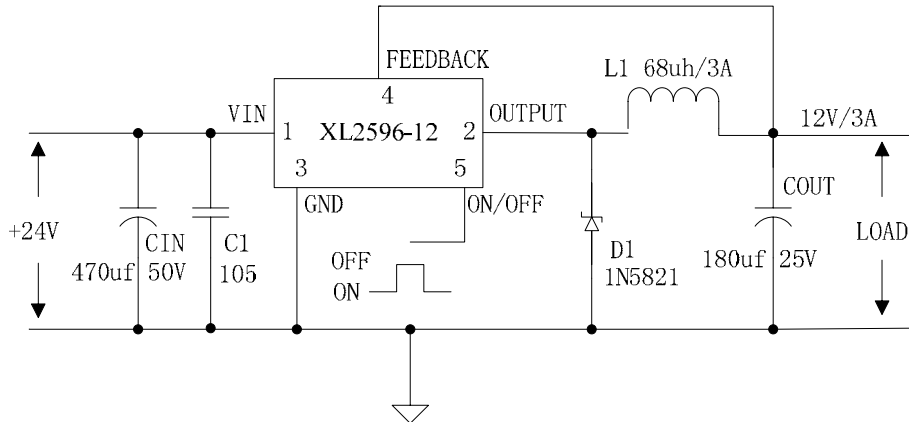 FEEDBACK
L1 68uh/3A
4
VIN
OUTPUT
12V/3A
1
XL2596-12
2
3
5
GND
ON/OFF
COUT
+24V
CIN
C1
OFF
D1
LOAD
470uf 50V
105
1N5821
180uf 25V
ON